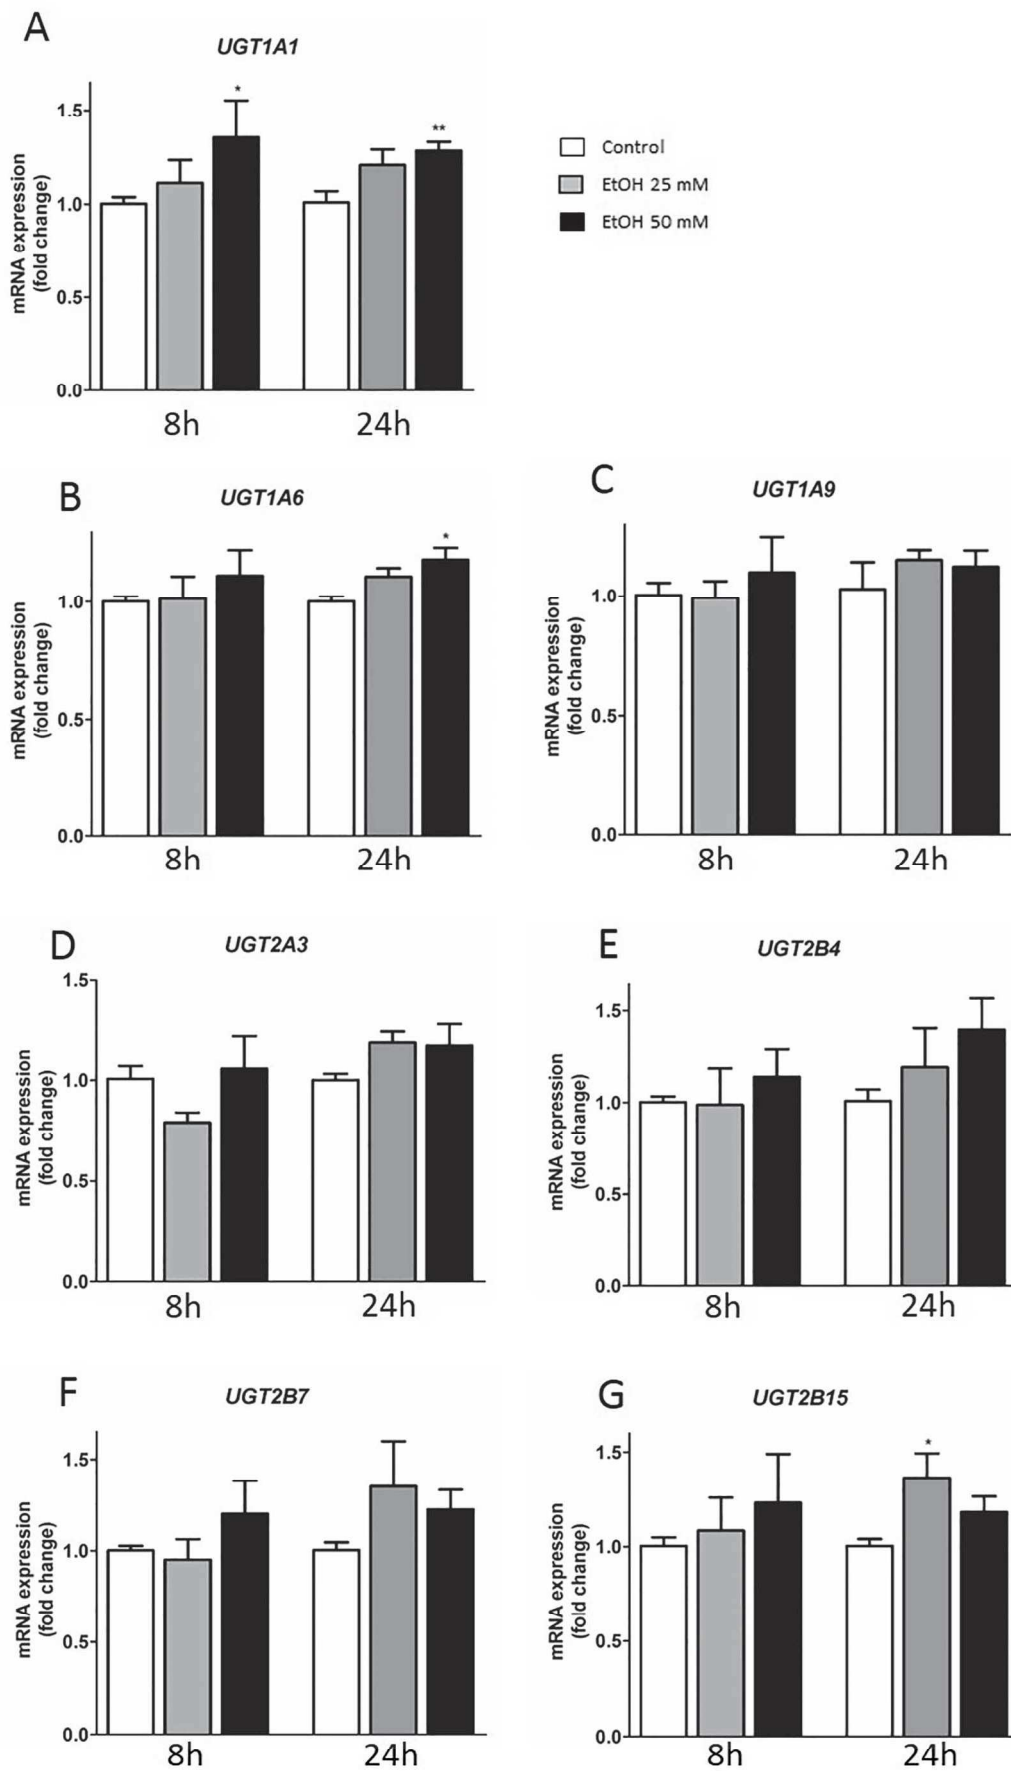 A
UGT1A1
*
**
1.5
1.0
0.5
0.0
mRNA expression
(fold change)
8h
24h
Control
EtOH 25 mM
EtOH 50 mM
B
UGT1A6
*
1.0
0.5
0.0
mRNA expression
(fold change)
8h
24h
C
UGT1A9
1.0
0.5
0.0
mRNA expression
(fold change)
8h
24h
D
UGT2A3
1.5
1.0
0.5
0.0
mRNA expression
(fold change)
8h
24h
E
UGT2B4
1.5
1.0
0.5
0.0
mRNA expression
(fold change)
8h
24h
F
UGT2B7
1.5
1.0
0.5
0.0
mRNA expression
(fold change)
8h
24h
G
UGT2B15
*
1.5
1.0
0.5
0.0
mRNA expression
(fold change)
8h
24h